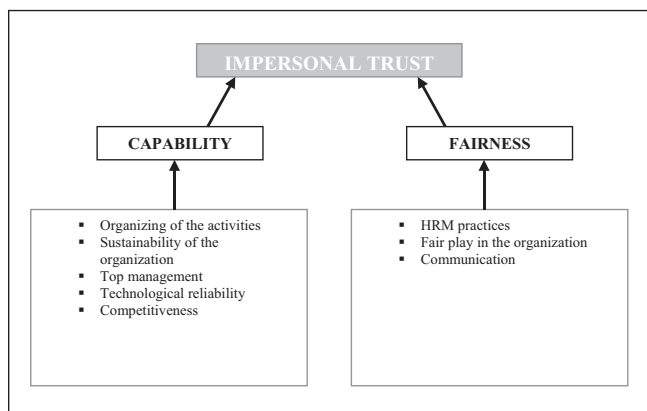 IMPERSONAL TRUST
CAPABILITY
▪ Organizing of the activities
▪ Sustainability of the
organization
▪ Top management
▪ Technological reliability
▪ Competitiveness
FAIRNESS
▪ HRM practices
▪ Fair play in the organization
▪ Communication